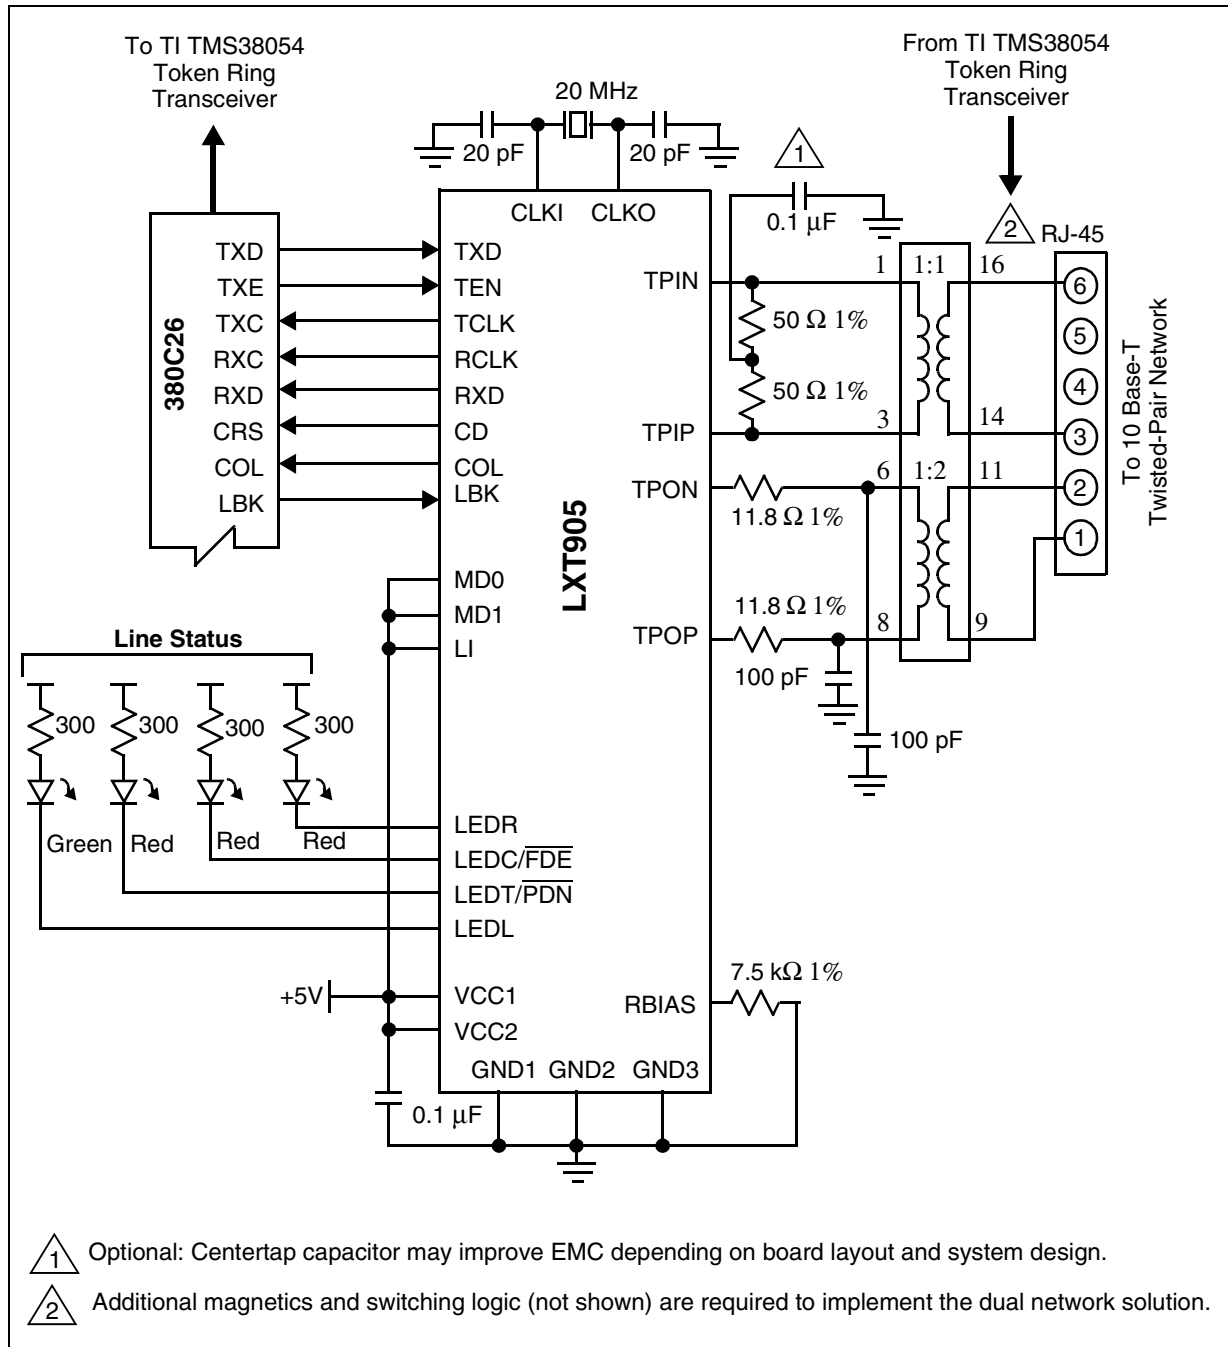 To TI TMS38054
Token Ring
Transceiver
From TI TMS38054
Token Ring
Transceiver
20 MHz
20 pF
20 pF
1
0.1 µF
2
RJ-45
CLKI
CLKO
380C26
TXD
TXE
TXC
RXC
RXD
CRS
COL
LBK
TXD
TEN
TCLK
RCLK
RXD
CD
COL
LBK
MD0
MD1
LI
LXT905
TPIN
TPIP
TPON
TPOP
50 Ω 1%
50 Ω 1%
11.8 Ω 1%
11.8 Ω 1%
100 pF
100 pF
1
1:1
16
3
14
6
1:2
11
8
9
6
5
4
3
2
1
To 10 Base-T
Twisted-Pair Network
Line Status
300
300
300
300
Green
Red
Red
Red
LEDR
LEDC/F̅D̅E̅
LEDT/P̅D̅N̅
LEDL
+5V
VCC1
VCC2
RBIAS
7.5 kΩ 1%
GND1
GND2
GND3
0.1 µF
1 Optional: Centertap capacitor may improve EMC depending on board layout and system design.
2 Additional magnetics and switching logic (not shown) are required to implement the dual network solution.